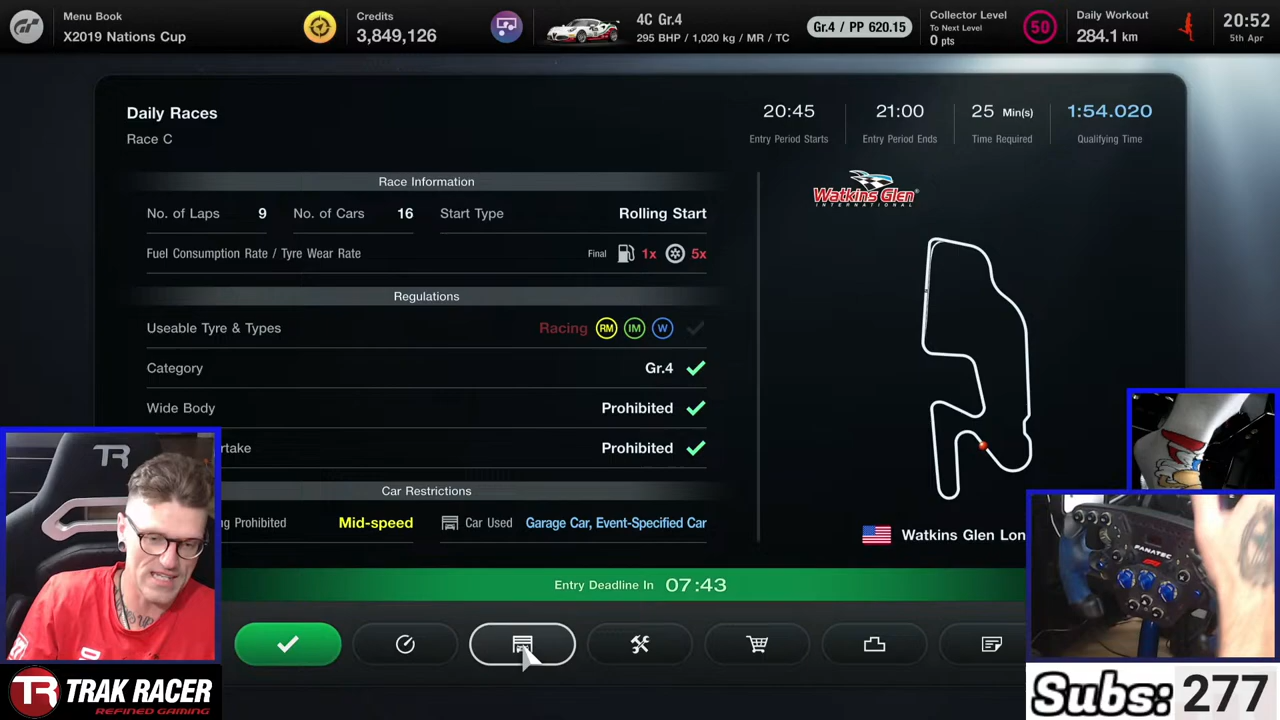 Menu Book
X2019 Nations Cup
Credits
3,849,126
4C Gr.4
295 BHP / 1,020 kg / MR / TC
Gr.4 / PP 620.15
Collector Level
To Next Level
0 pts
50
Daily Workout
284.1 km
20:52
5th Apr
Daily Races
Race C
20:45
Entry Period Starts
21:00
Entry Period Ends
25 Min(s)
Time Required
1:54.020
Qualifying Time
Race Information
No. of Laps 9
No. of Cars 16
Start Type Rolling Start
Fuel Consumption Rate / Tyre Wear Rate Final 1x 5x
Regulations
Useable Tyre & Types Racing RM IM W
Category Gr.4
Wide Body Prohibited
take Prohibited
Car Restrictions
g Prohibited Mid-speed
Car Used Garage Car, Event-Specified Car
Watkins Glen
INTERNATIONAL
Watkins Glen Lon
Entry Deadline In 07:43
TR
FANATEC
F1
TR TRAK RACER
REFINED GAMING
Subs: 277